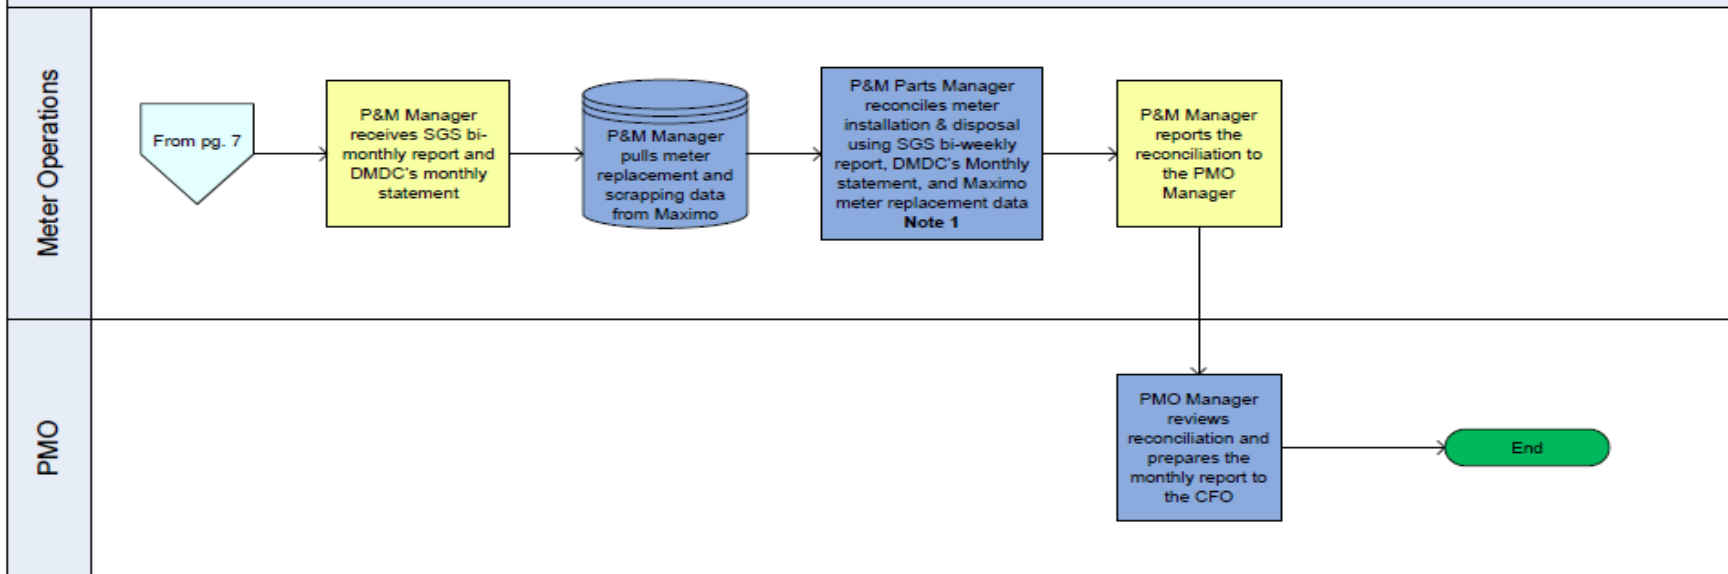 Meter Operations
From pg. 7
P&M Manager
receives SGS bi-
monthly report and
DMDC's monthly
statement
P&M Manager
pulls meter
replacement and
scrapping data
from Maximo
P&M Parts Manager
reconciles meter
installation & disposal
using SGS bi-weekly
report, DMDC's Monthly
statement, and Maximo
meter replacement data
Note 1
P&M Manager
reports the
reconciliation to
the PMO
Manager
PMO
PMO Manager
reviews
reconciliation and
prepares the
monthly report to
the CFO
End